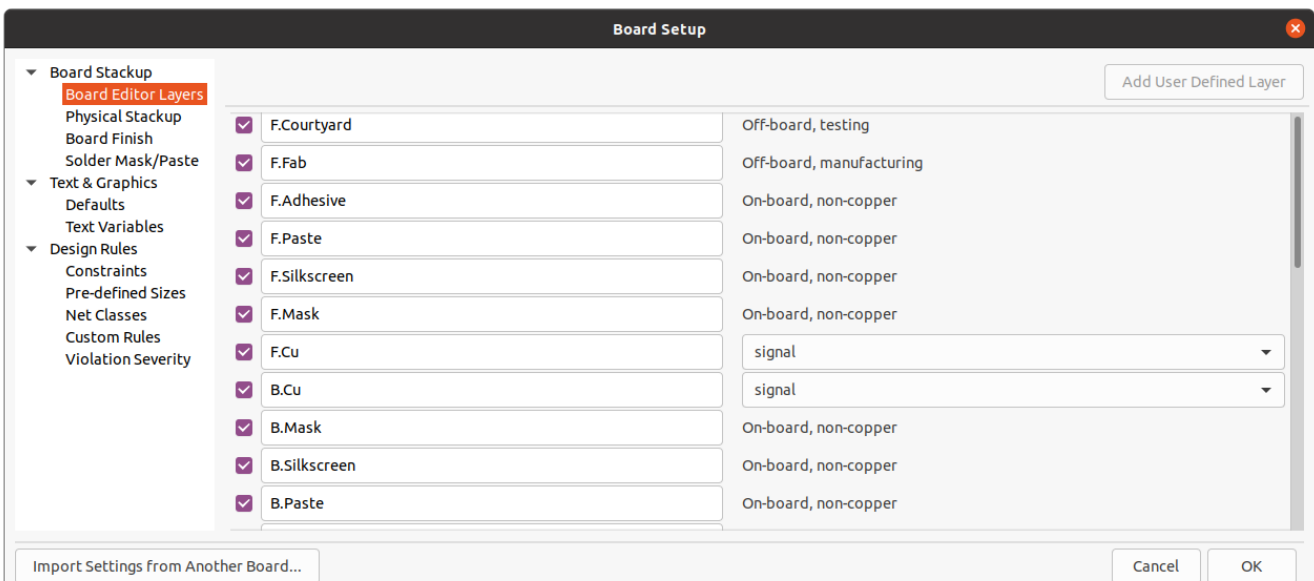 Board Setup
Board Stackup
Board Editor Layers
Physical Stackup
Board Finish
Solder Mask/Paste
Text & Graphics
Defaults
Text Variables
Design Rules
Constraints
Pre-defined Sizes
Net Classes
Custom Rules
Violation Severity
Add User Defined Layer
F.Courtyard Off-board, testing
F.Fab Off-board, manufacturing
F.Adhesive On-board, non-copper
F.Paste On-board, non-copper
F.Silkscreen On-board, non-copper
F.Mask On-board, non-copper
F.Cu signal
B.Cu signal
B.Mask On-board, non-copper
B.Silkscreen On-board, non-copper
B.Paste On-board, non-copper
Import Settings from Another Board... Cancel OK